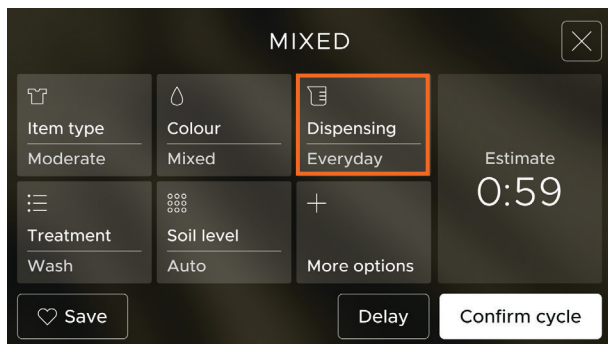 MIXED
Item type
Moderate
Colour
Mixed
Dispensing
Everyday
Estimate
0:59
Treatment
Wash
Soil level
Auto
More options
Save
Delay
Confirm cycle